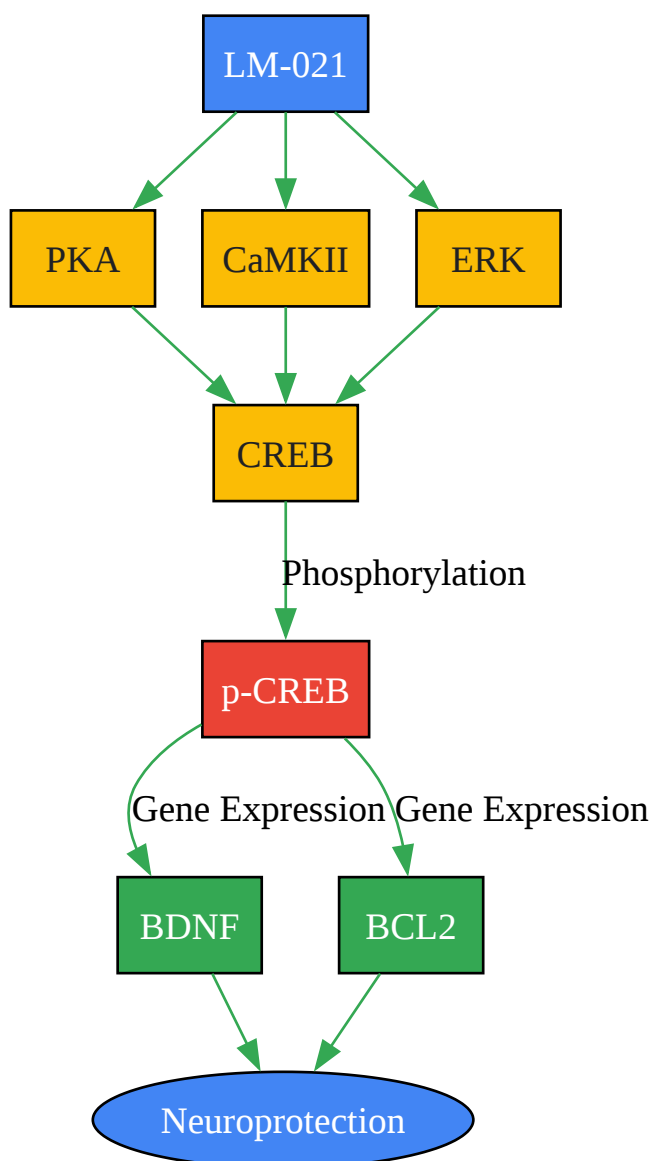 LM-021
PKA
CaMKII
ERK
CREB
Phosphorylation
p-CREB
Gene Expression
Gene Expression
BDNF
BCL2
Neuroprotection